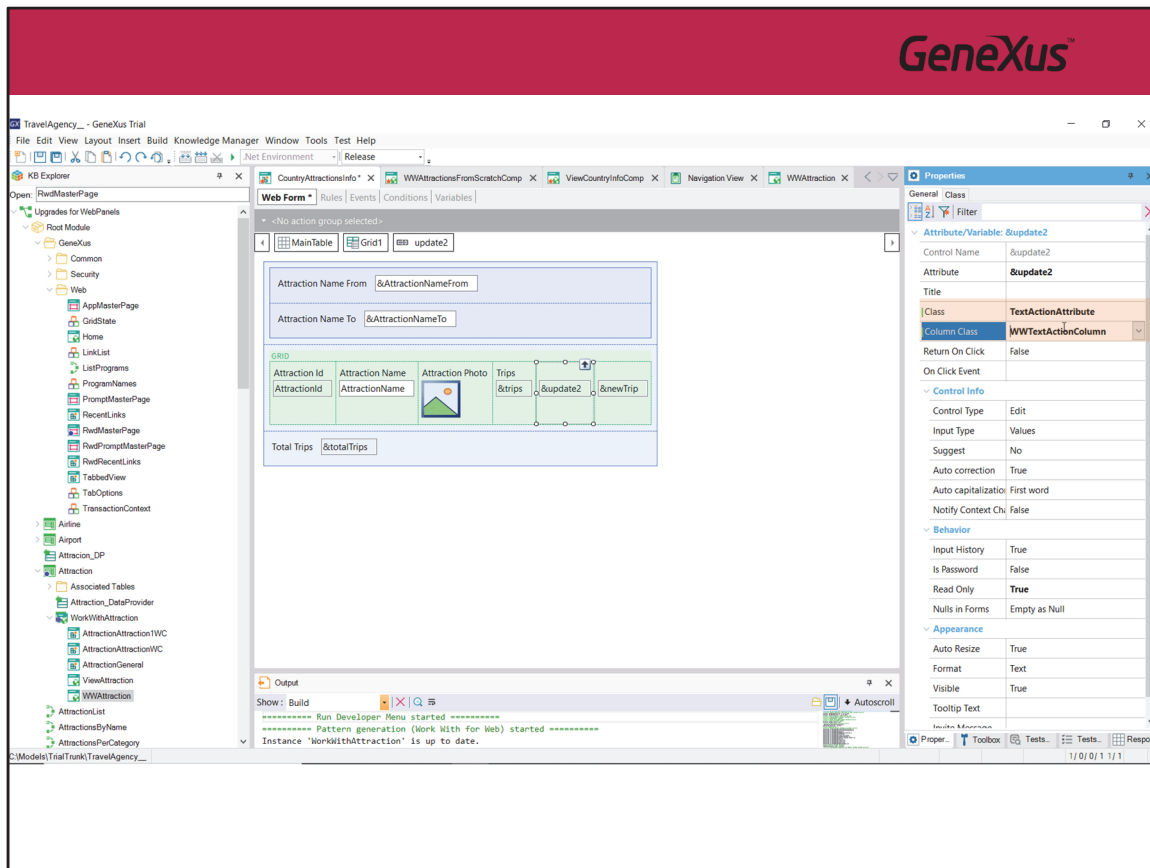 GeneXus™
GX TravelAgency__ - GeneXus Trial
File Edit View Layout Insert Build Knowledge Manager Window Tools Test Help
.Net Environment Release
KB Explorer
Open: RwdMasterPage
Upgrades for WebPanels
Root Module
GeneXus
Common
Security
Web
AppMasterPage
GridState
Home
LinkList
ListPrograms
ProgramNames
PromptMasterPage
RecentLinks
RwdMasterPage
RwdPromptMasterPage
RwdRecentLinks
TabbedView
TabOptions
TransactionContext
Airline
Airport
Attracion_DP
Attraction
Associated Tables
Attraction_DataProvider
WorkWithAttraction
AttractionAttraction1WC
AttractionAttractionWC
AttractionGeneral
ViewAttraction
WWAttraction
AttractionList
AttractionsByName
AttractionsPerCategory
CountryAttractionsInfo * WWAttractionsFromScratchComp ViewCountryInfoComp Navigation View WWAttraction
Web Form * Rules Events Conditions Variables
<No action group selected>
MainTable Grid1 update2
Attraction Name From &AttractionNameFrom
Attraction Name To &AttractionNameTo
GRID
Attraction Id Attraction Name Attraction Photo Trips
AttractionId AttractionName &trips &update2 &newTrip
Total Trips &totalTrips
Output
Show: Build Autoscroll
========== Run Developer Menu started ==========
========== Pattern generation (Work With for Web) started ==========
Instance 'WorkWithAttraction' is up to date.
Properties
General Class
Filter
Attribute/Variable: &update2
Control Name &update2
Attribute &update2
Title
Class TextActionAttribute
Column Class WWTextActionColumn
Return On Click False
On Click Event
Control Info
Control Type Edit
Input Type Values
Suggest No
Auto correction True
Auto capitalizatio First word
Notify Context Cha False
Behavior
Input History True
Is Password False
Read Only True
Nulls in Forms Empty as Null
Appearance
Auto Resize True
Format Text
Visible True
Tooltip Text
Invite Message
Proper... Toolbox Tests... Tests... Respo
C:\Models\TrialTrunk\TravelAgency__ 1/ 0/ 0/ 1 1/ 1